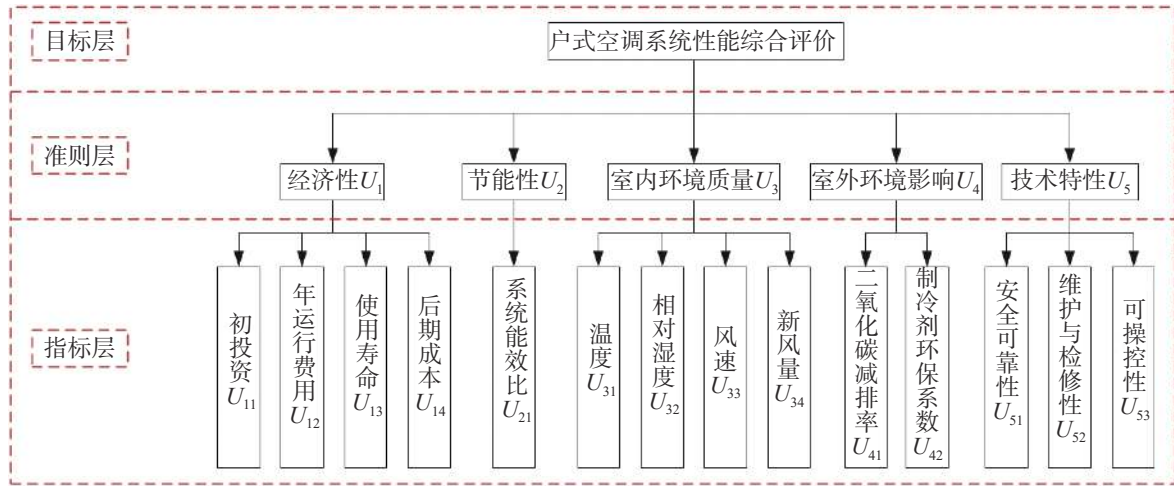 目标层
户式空调系统性能综合评价
准则层
经济性U₁
节能性U₂
室内环境质量U₃
室外环境影响U₄
技术特性U₅
指标层
初投资U₁₁
年运行费用U₁₂
使用寿命U₁₃
后期成本U₁₄
系统能效比U₂₁
温度U₃₁
相对湿度U₃₂
风速U₃₃
新风量U₃₄
二氧化碳减排率U₄₁
制冷剂环保系数U₄₂
安全可靠性U₅₁
维护与检修性U₅₂
可操控性U₅₃